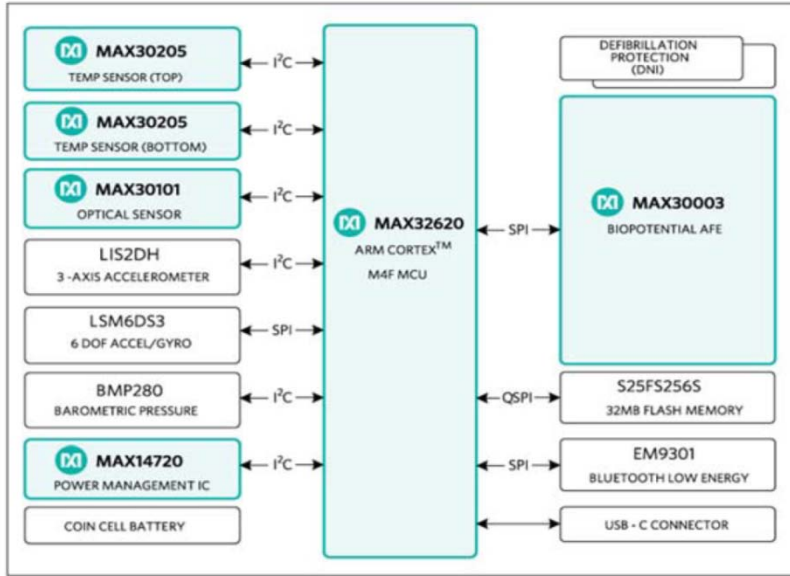 MAX30205
TEMP SENSOR (TOP)
I²C
MAX30205
TEMP SENSOR (BOTTOM)
I²C
MAX30101
OPTICAL SENSOR
I²C
LIS2DH
3 -AXIS ACCELEROMETER
I²C
LSM6DS3
6 DOF ACCEL/GYRO
SPI
BMP280
BAROMETRIC PRESSURE
I²C
MAX14720
POWER MANAGEMENT IC
I²C
COIN CELL BATTERY
MAX32620
ARM CORTEX™
M4F MCU
DEFIBRILLATION
PROTECTION
(DNI)
SPI
MAX30003
BIOPOTENTIAL AFE
QSPI
S25FS256S
32MB FLASH MEMORY
SPI
EM9301
BLUETOOTH LOW ENERGY
USB - C CONNECTOR